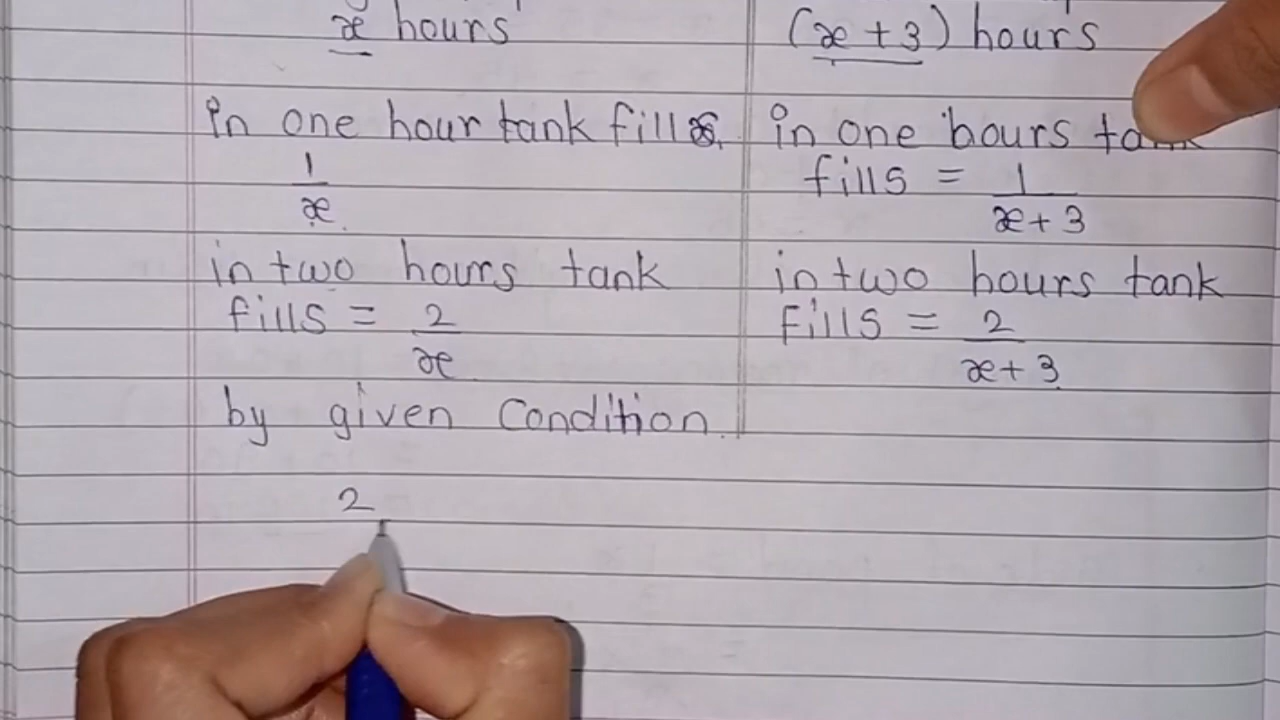 x hours
(x+3) hours
in one hour tank fills.
1/x
in one hours tank
fills = 1/x+3
in two hours tank
fills = 2/x
in two hours tank
fills = 2/x+3
by given Condition.
2